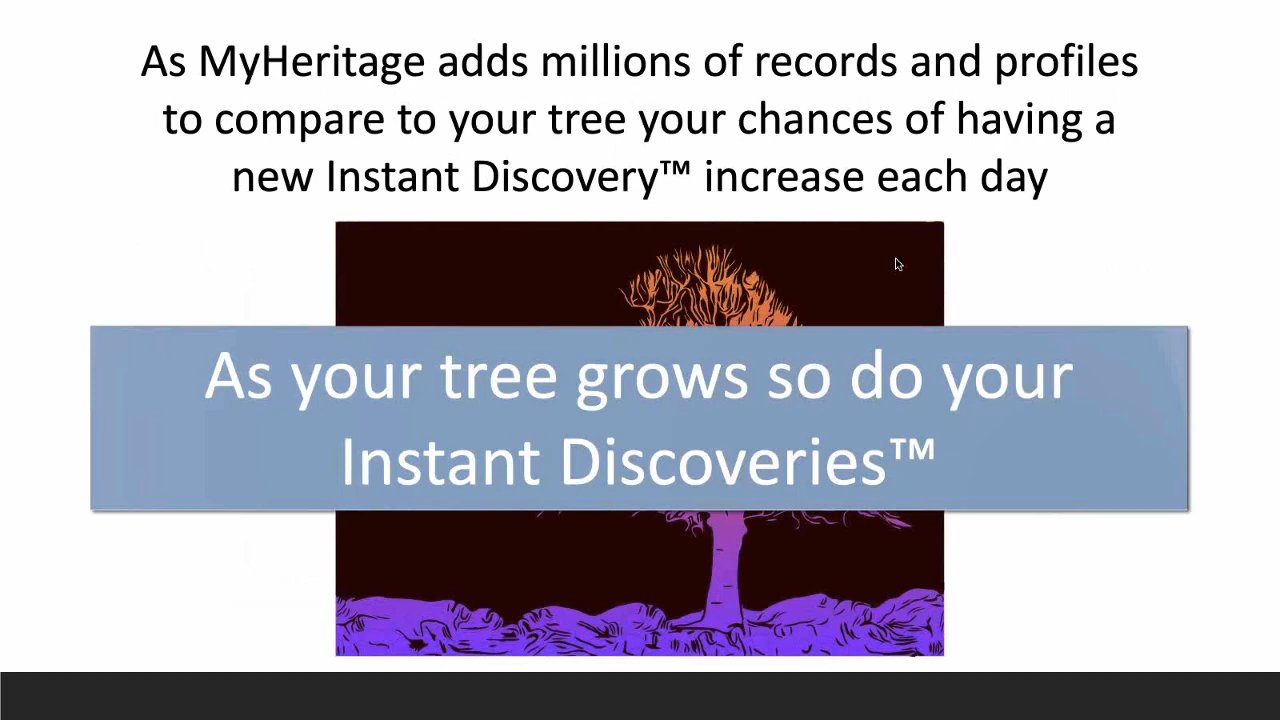 As MyHeritage adds millions of records and profiles
to compare to your tree your chances of having a
new Instant Discovery™ increase each day
As your tree grows so do your
Instant Discoveries™